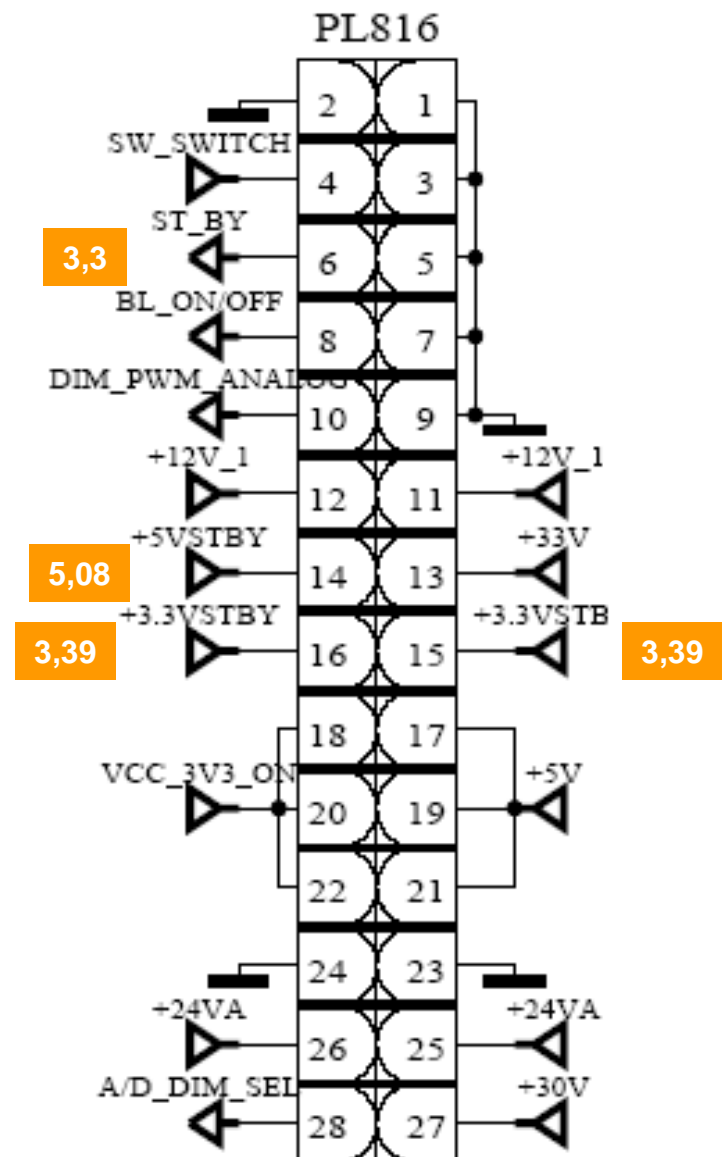 PL816
2 1
SW_SWITCH
4 3
ST_BY
3,3
6 5
BL_ON/OFF
8 7
DIM_PWM_ANALOG
10 9
+12V_1 +12V_1
12 11
+5VSTBY +33V
5,08
14 13
+3.3VSTBY +3.3VSTB
3,39 16 15 3,39
18 17
VCC_3V3_ON +5V
20 19
22 21
24 23
+24VA +24VA
26 25
A/D_DIM_SEL +30V
28 27